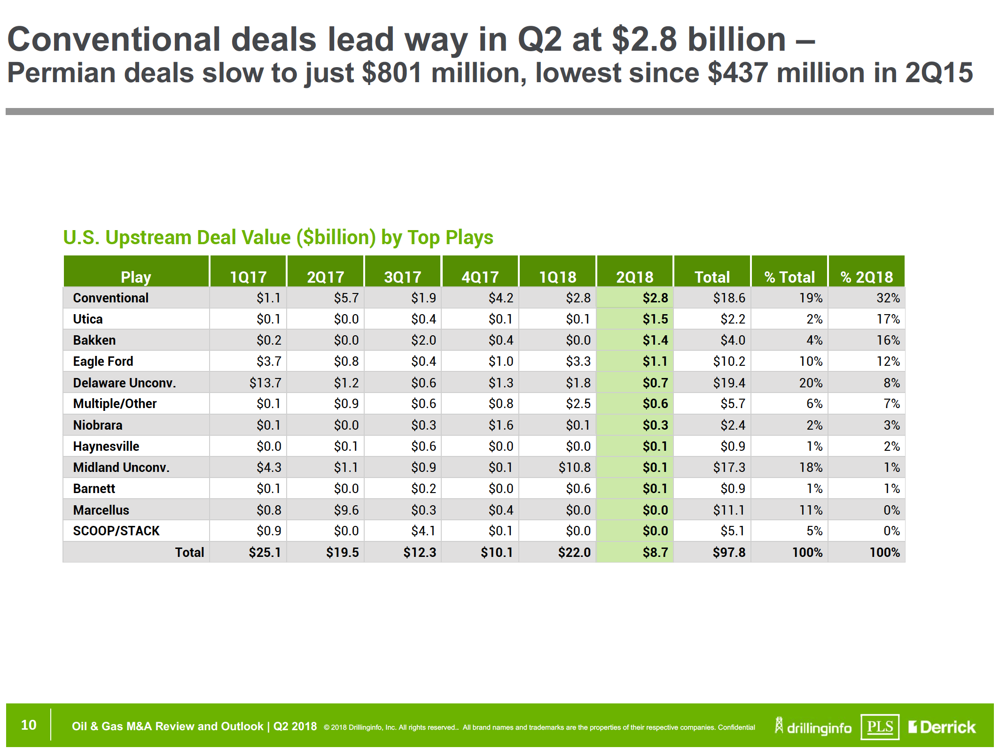 Conventional deals lead way in Q2 at $2.8 billion –
Permian deals slow to just $801 million, lowest since $437 million in 2Q15
U.S. Upstream Deal Value ($billion) by Top Plays
Play 1Q17 2Q17 3Q17 4Q17 1Q18 2Q18 Total % Total % 2Q18
Conventional $1.1 $5.7 $1.9 $4.2 $2.8 $2.8 $18.6 19% 32%
Utica $0.1 $0.0 $0.4 $0.1 $0.1 $1.5 $2.2 2% 17%
Bakken $0.2 $0.0 $2.0 $0.4 $0.0 $1.4 $4.0 4% 16%
Eagle Ford $3.7 $0.8 $0.4 $1.0 $3.3 $1.1 $10.2 10% 12%
Delaware Unconv. $13.7 $1.2 $0.6 $1.3 $1.8 $0.7 $19.4 20% 8%
Multiple/Other $0.1 $0.9 $0.6 $0.8 $2.5 $0.6 $5.7 6% 7%
Niobrara $0.1 $0.0 $0.3 $1.6 $0.1 $0.3 $2.4 2% 3%
Haynesville $0.0 $0.1 $0.6 $0.0 $0.0 $0.1 $0.9 1% 2%
Midland Unconv. $4.3 $1.1 $0.9 $0.1 $10.8 $0.1 $17.3 18% 1%
Barnett $0.1 $0.0 $0.2 $0.0 $0.6 $0.1 $0.9 1% 1%
Marcellus $0.8 $9.6 $0.3 $0.4 $0.0 $0.0 $11.1 11% 0%
SCOOP/STACK $0.9 $0.0 $4.1 $0.1 $0.0 $0.0 $5.1 5% 0%
Total $25.1 $19.5 $12.3 $10.1 $22.0 $8.7 $97.8 100% 100%
10 Oil & Gas M&A Review and Outlook | Q2 2018 © 2018 Drillinginfo, Inc. All rights reserved.. All brand names and trademarks are the properties of their respective companies. Confidential drillinginfo PLS Derrick